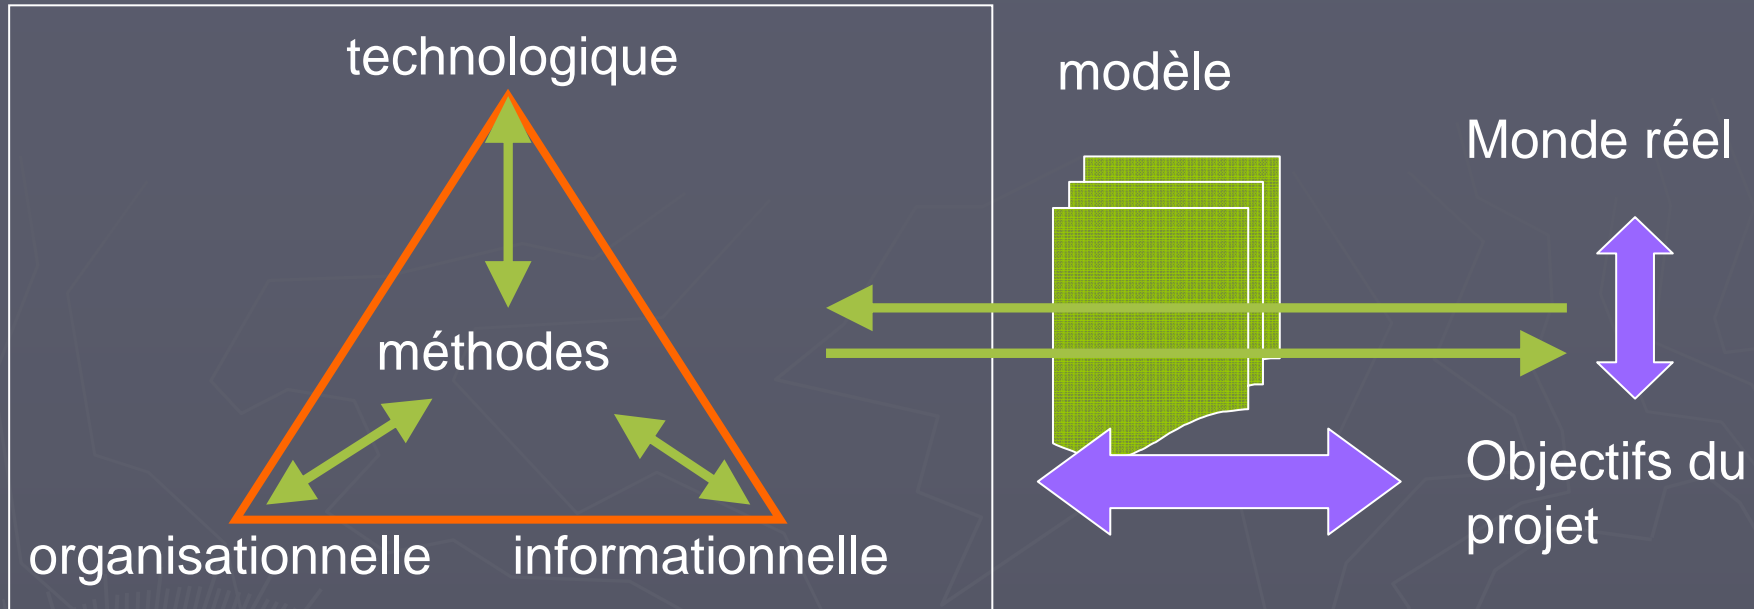 technologique
modèle
Monde réel
méthodes
organisationnelle
informationnelle
Objectifs du
projet